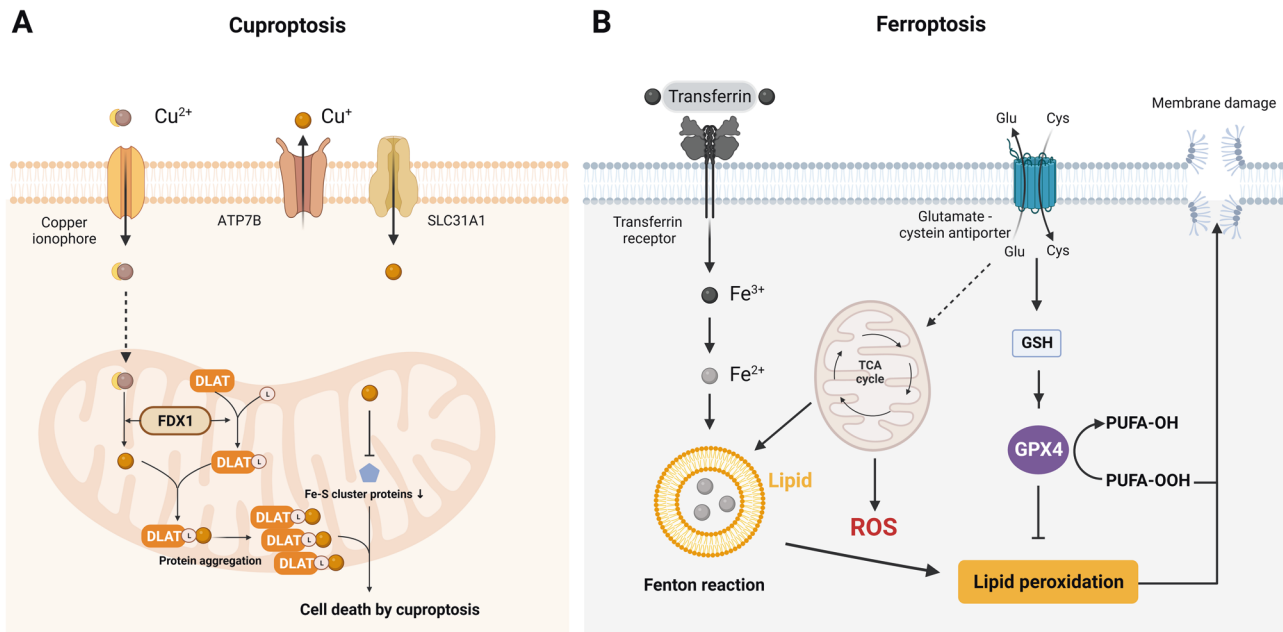 A
Cuproptosis
Cu2+
Cu+
Copper
ionophore
ATP7B
SLC31A1
DLAT
L
FDX1
DLAT L
Fe-S cluster proteins ↓
DLAT L
DLAT L
DLAT L
DLAT L
Protein aggregation
Cell death by cuproptosis
B
Ferroptosis
Transferrin
Glu
Cys
Membrane damage
Transferrin
receptor
Glutamate -
cystein antiporter
Glu
Cys
Fe3+
Fe2+
TCA
cycle
GSH
GPX4
PUFA-OH
PUFA-OOH
Lipid
ROS
Fenton reaction
Lipid peroxidation